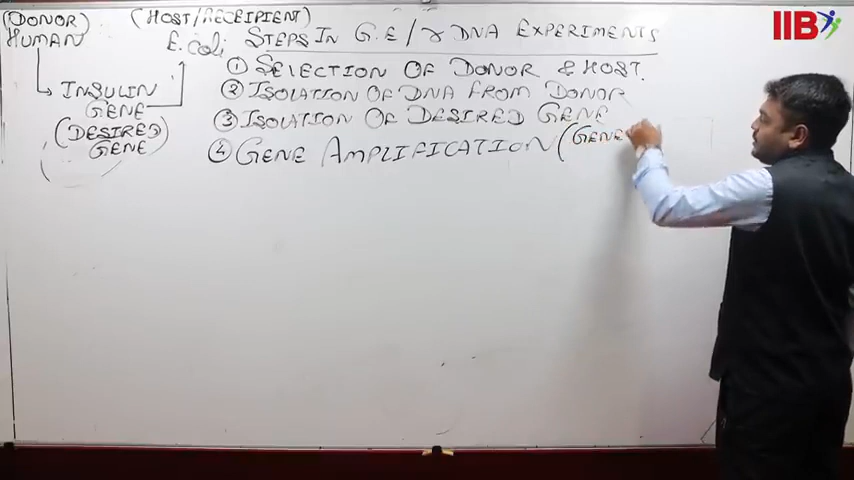 (DONOR)
HUMAN
(HOST/RECEIPIENT)
E.coli
INSULIN
GENE
(DESIRED
GENE)
STEPS IN G.E / r DNA EXPERIMENTS
① SELECTION OF DONOR & HOST.
② ISOLATION OF DNA FROM DONOR
③ ISOLATION OF DESIRED GENE
④ GENE AMPLIFICATION (GENE
IIB